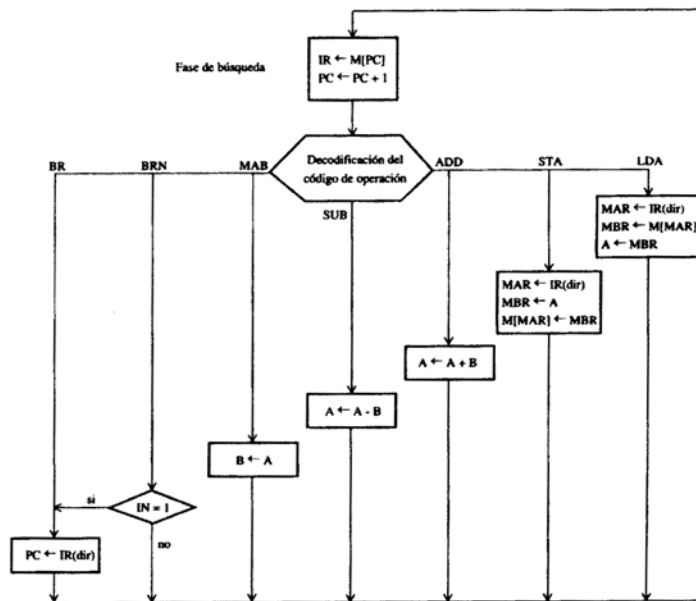 Fase de búsqueda
IR ← M[PC]
PC ← PC + 1
Decodificación del
código de operación
BR
BRN
MAB
SUB
ADD
STA
LDA
MAR ← IR(dir)
MBR ← M[MAR]
A ← MBR
MAR ← IR(dir)
MBR ← A
M[MAR] ← MBR
A ← A + B
A ← A - B
B ← A
si
IN = 1
no
PC ← IR(dir)